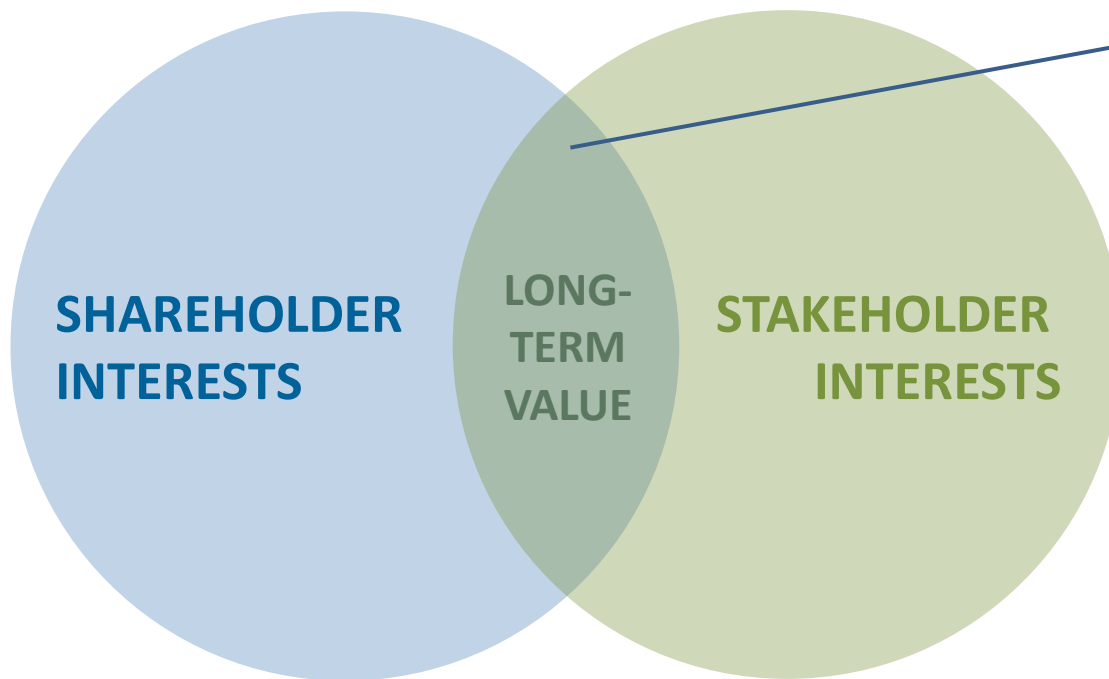 SHAREHOLDER
INTERESTS
LONG-
TERM
VALUE
STAKEHOLDER
INTERESTS